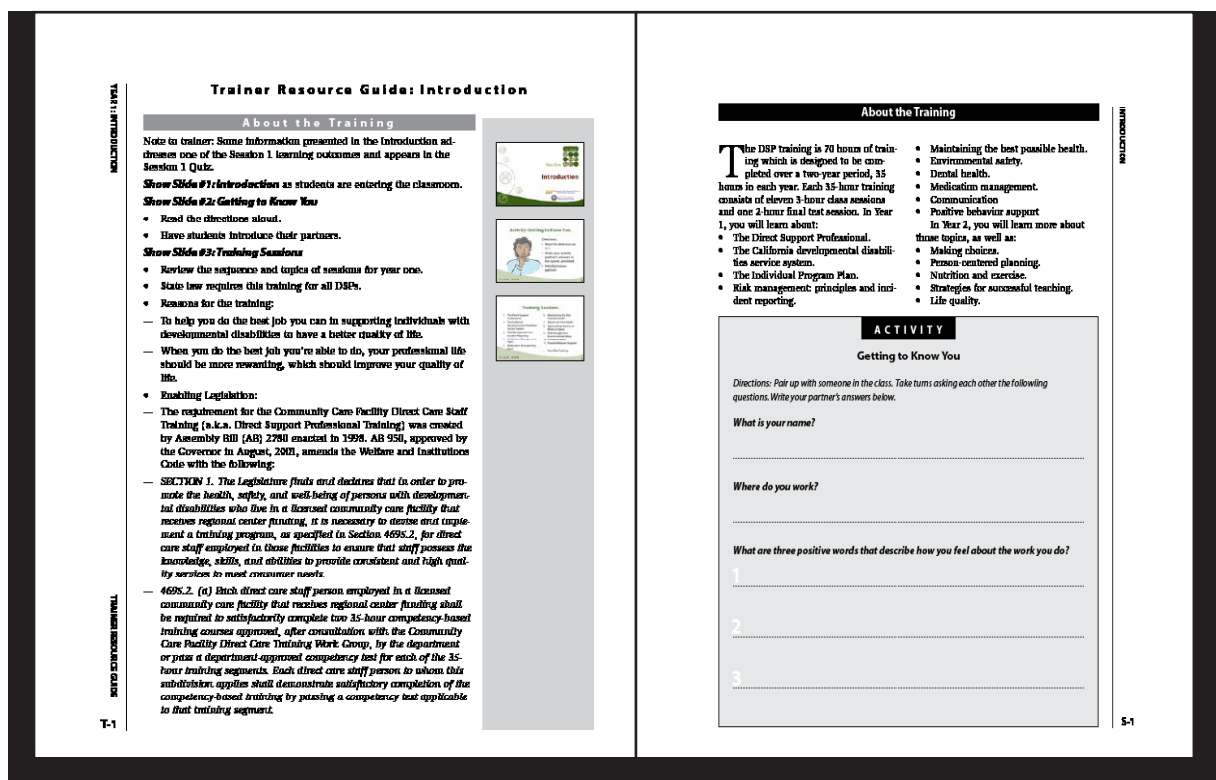 YEAR 1: INTRODUCTION
Trainer Resource Guide: Introduction
About the Training
Note to trainer: Some information presented in the Introduction ad-
dresses one of the Session 1 learning outcomes and appears in the
Session 1 Quiz.
Show Slide #1: Introduction as students are entering the classroom.
Show Slide #2: Getting to Know You
• Read the directions aloud.
• Have students introduce their partners.
Show Slide #3: Training Sessions
• Review the sequence and topics of sessions for year one.
• State law requires this training for all DSPs.
• Reasons for the training:
— To help you do the best job you can in supporting individuals with
developmental disabilities to have a better quality of life.
— When you do the best job you're able to do, your professional life
should be more rewarding, which should improve your quality of
life.
• Enabling Legislation:
— The requirement for the Community Care Facility Direct Care Staff
Training (a.k.a. Direct Support Professional Training) was created
by Assembly Bill (AB) 2780 enacted in 1998. AB 950, approved by
the Governor in August, 2001, amends the Welfare and Institutions
Code with the following:
— SECTION 1. The Legislature finds and declares that in order to pro-
mote the health, safety, and well-being of persons with developmen-
tal disabilities who live in a licensed community care facility that
receives regional center funding, it is necessary to devise and imple-
ment a training program, as specified in Section 4695.2, for direct
care staff employed in those facilities to ensure that staff possess the
knowledge, skills, and abilities to provide consistent and high qual-
ity services to meet consumer needs.
— 4695.2. (a) Each direct care staff person employed in a licensed
community care facility that receives regional center funding shall
be required to satisfactorily complete two 35-hour competency-based
training courses approved, after consultation with the Community
Care Facility Direct Care Training Work Group, by the department
or pass a department-approved competency test for each of the 35-
hour training segments. Each direct care staff person to whom this
subdivision applies shall demonstrate satisfactory completion of the
competency-based training by passing a competency test applicable
to that training segment.
Introduction
Activity: Getting to Know You
Training Sessions
TRAINER RESOURCE GUIDE
T-1
About the Training
The DSP training is 70 hours of train-
ing which is designed to be com-
pleted over a two-year period, 35
hours in each year. Each 35-hour training
consists of eleven 3-hour class sessions
and one 2-hour final test session. In Year
1, you will learn about:
• The Direct Support Professional.
• The California developmental disabili-
ties service system.
• The Individual Program Plan.
• Risk management: principles and inci-
dent reporting.
• Maintaining the best possible health.
• Environmental safety.
• Dental health.
• Medication management.
• Communication
• Positive behavior support
In Year 2, you will learn more about
those topics, as well as:
• Making choices.
• Person-centered planning.
• Nutrition and exercise.
• Strategies for successful teaching.
• Life quality.
INTRODUCTION
ACTIVITY
Getting to Know You
Directions: Pair up with someone in the class. Take turns asking each other the followiing
questions. Write your partner's answers below.
What is your name?
Where do you work?
What are three positive words that describe how you feel about the work you do?
1
2
3
S-1